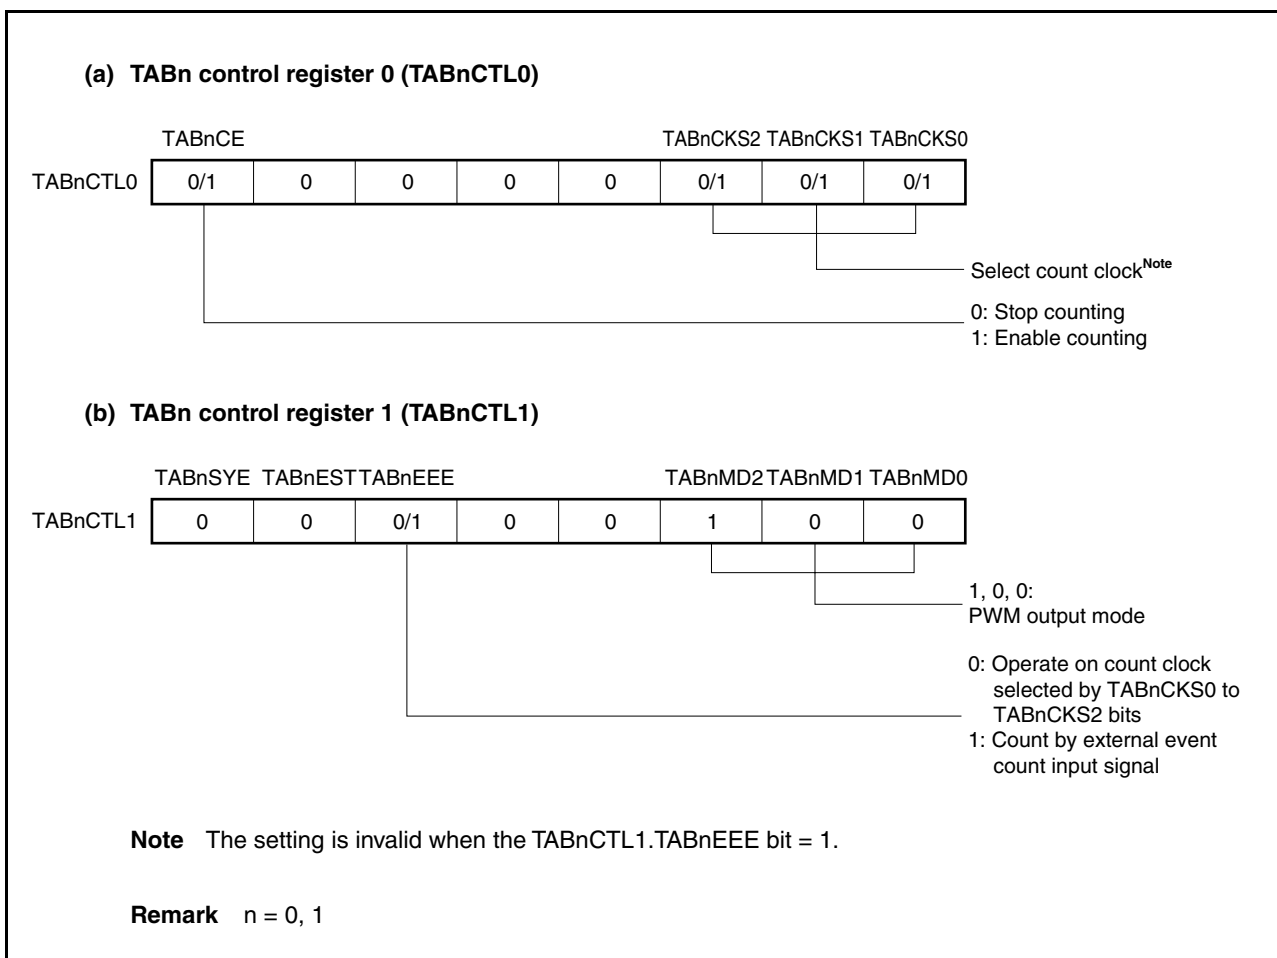 (a) TABn control register 0 (TABnCTL0)
TABnCE TABnCKS2 TABnCKS1 TABnCKS0
TABnCTL0 0/1 0 0 0 0 0/1 0/1 0/1
Select count clockNote
0: Stop counting
1: Enable counting
(b) TABn control register 1 (TABnCTL1)
TABnSYE TABnEST TABnEEE TABnMD2 TABnMD1 TABnMD0
TABnCTL1 0 0 0/1 0 0 1 0 0
1, 0, 0:
PWM output mode
0: Operate on count clock
selected by TABnCKS0 to
TABnCKS2 bits
1: Count by external event
count input signal
Note The setting is invalid when the TABnCTL1.TABnEEE bit = 1.
Remark n = 0, 1